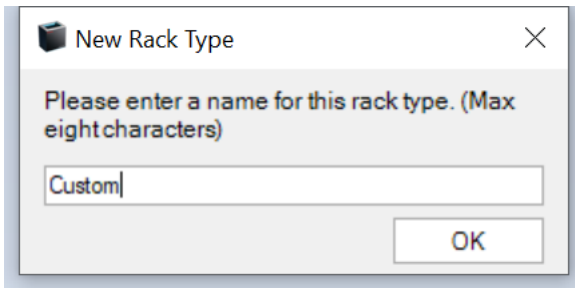 New Rack Type
Please enter a name for this rack type. (Max
eight characters)
Custom
OK